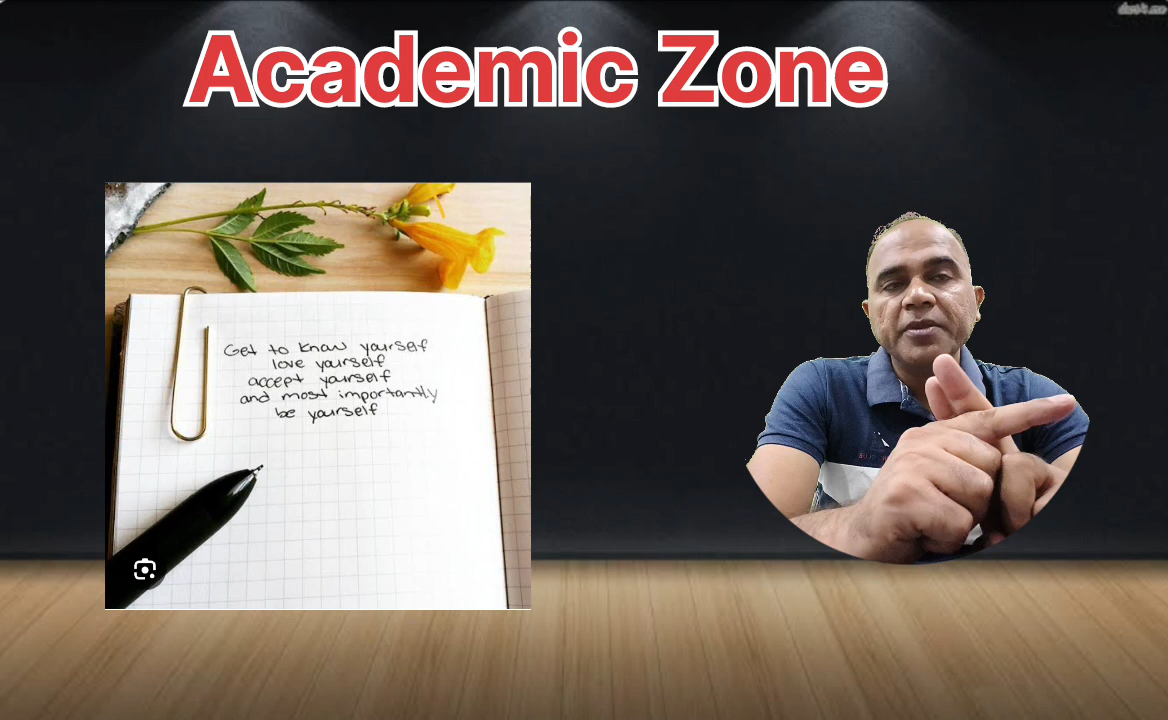 Academic Zone
Get to know yourself
love yourself
accept yourself
and most importantly
be yourself